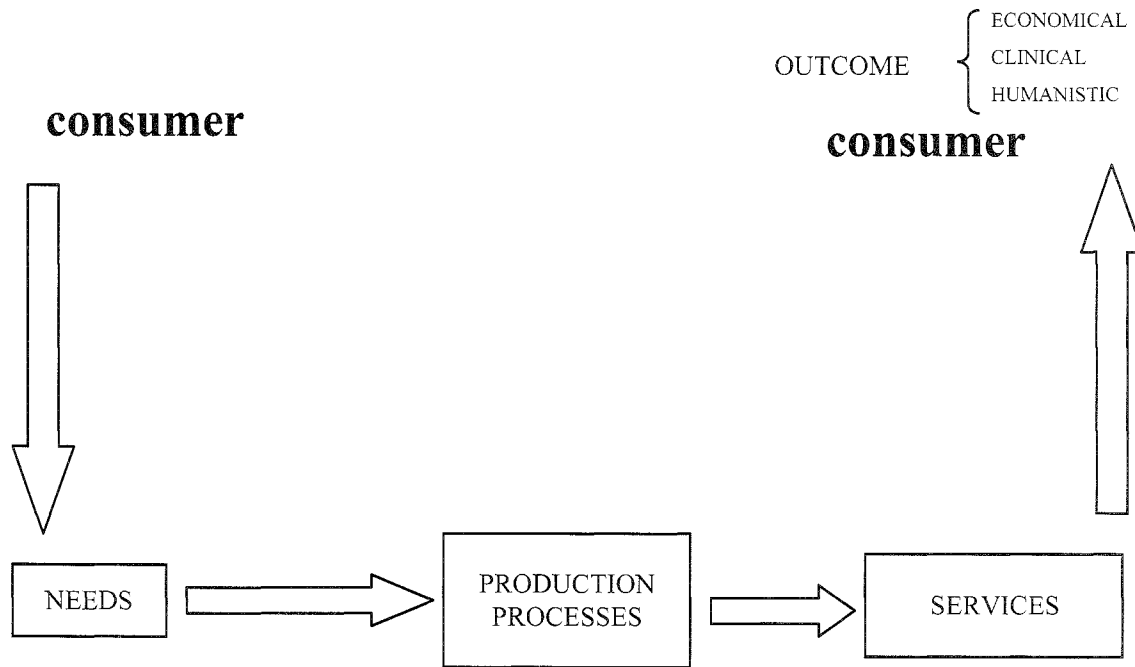 ECONOMICAL
OUTCOME
CLINICAL
HUMANISTIC
consumer
consumer
NEEDS
PRODUCTION
PROCESSES
SERVICES